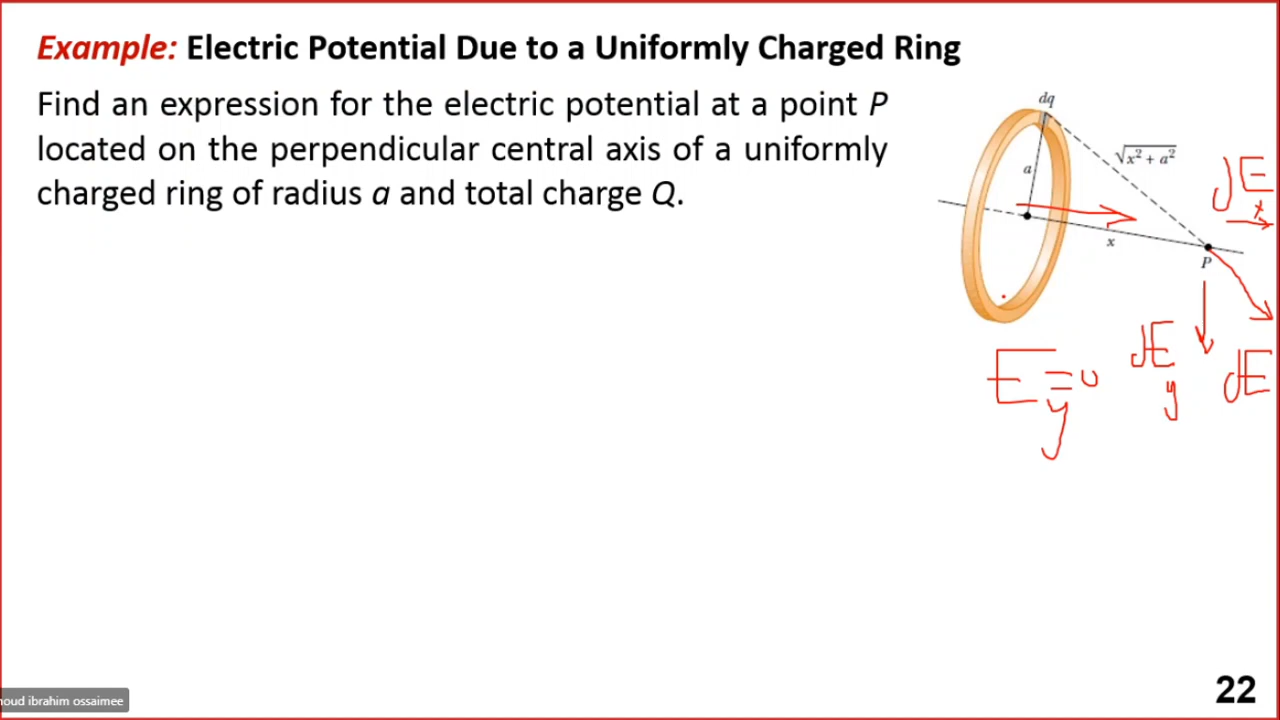 Example: Electric Potential Due to a Uniformly Charged Ring
Find an expression for the electric potential at a point P
located on the perpendicular central axis of a uniformly
charged ring of radius a and total charge Q.
dq
√x² + a²
a
x
P
dE
x
dE
y
dE
E
y
= 0
22
noud ibrahim ossaimee